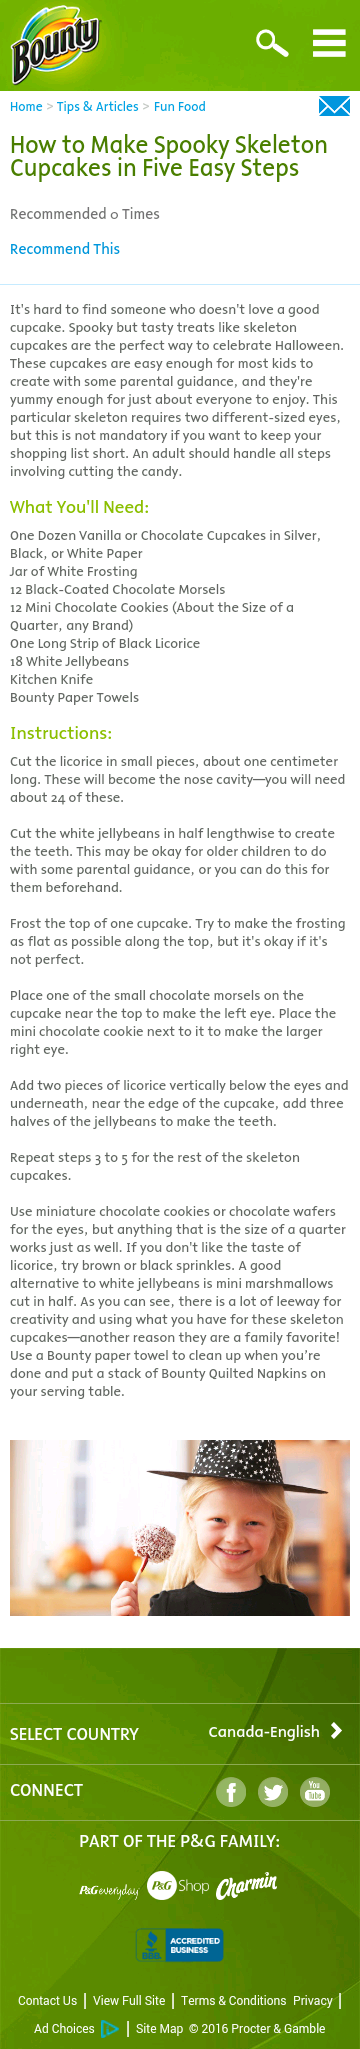 Bounty
Home > Tips & Articles > Fun Food
How to Make Spooky Skeleton
Cupcakes in Five Easy Steps
Recommended 0 Times
Recommend This
It's hard to find someone who doesn't love a good
cupcake. Spooky but tasty treats like skeleton
cupcakes are the perfect way to celebrate Halloween.
These cupcakes are easy enough for most kids to
create with some parental guidance, and they're
yummy enough for just about everyone to enjoy. This
particular skeleton requires two different-sized eyes,
but this is not mandatory if you want to keep your
shopping list short. An adult should handle all steps
involving cutting the candy.
What You'll Need:
One Dozen Vanilla or Chocolate Cupcakes in Silver,
Black, or White Paper
Jar of White Frosting
12 Black-Coated Chocolate Morsels
12 Mini Chocolate Cookies (About the Size of a
Quarter, any Brand)
One Long Strip of Black Licorice
18 White Jellybeans
Kitchen Knife
Bounty Paper Towels
Instructions:
Cut the licorice in small pieces, about one centimeter
long. These will become the nose cavity—you will need
about 24 of these.
Cut the white jellybeans in half lengthwise to create
the teeth. This may be okay for older children to do
with some parental guidance, or you can do this for
them beforehand.
Frost the top of one cupcake. Try to make the frosting
as flat as possible along the top, but it's okay if it's
not perfect.
Place one of the small chocolate morsels on the
cupcake near the top to make the left eye. Place the
mini chocolate cookie next to it to make the larger
right eye.
Add two pieces of licorice vertically below the eyes and
underneath, near the edge of the cupcake, add three
halves of the jellybeans to make the teeth.
Repeat steps 3 to 5 for the rest of the skeleton
cupcakes.
Use miniature chocolate cookies or chocolate wafers
for the eyes, but anything that is the size of a quarter
works just as well. If you don't like the taste of
licorice, try brown or black sprinkles. A good
alternative to white jellybeans is mini marshmallows
cut in half. As you can see, there is a lot of leeway for
creativity and using what you have for these skeleton
cupcakes—another reason they are a family favorite!
Use a Bounty paper towel to clean up when you’re
done and put a stack of Bounty Quilted Napkins on
your serving table.
SELECT COUNTRY Canada-English
CONNECT You Tube
PART OF THE P&G FAMILY:
P&G everyday P&G Shop Charmin
BBB. ACCREDITED
BUSINESS
Contact Us | View Full Site | Terms & Conditions Privacy |
Ad Choices | Site Map © 2016 Procter & Gamble